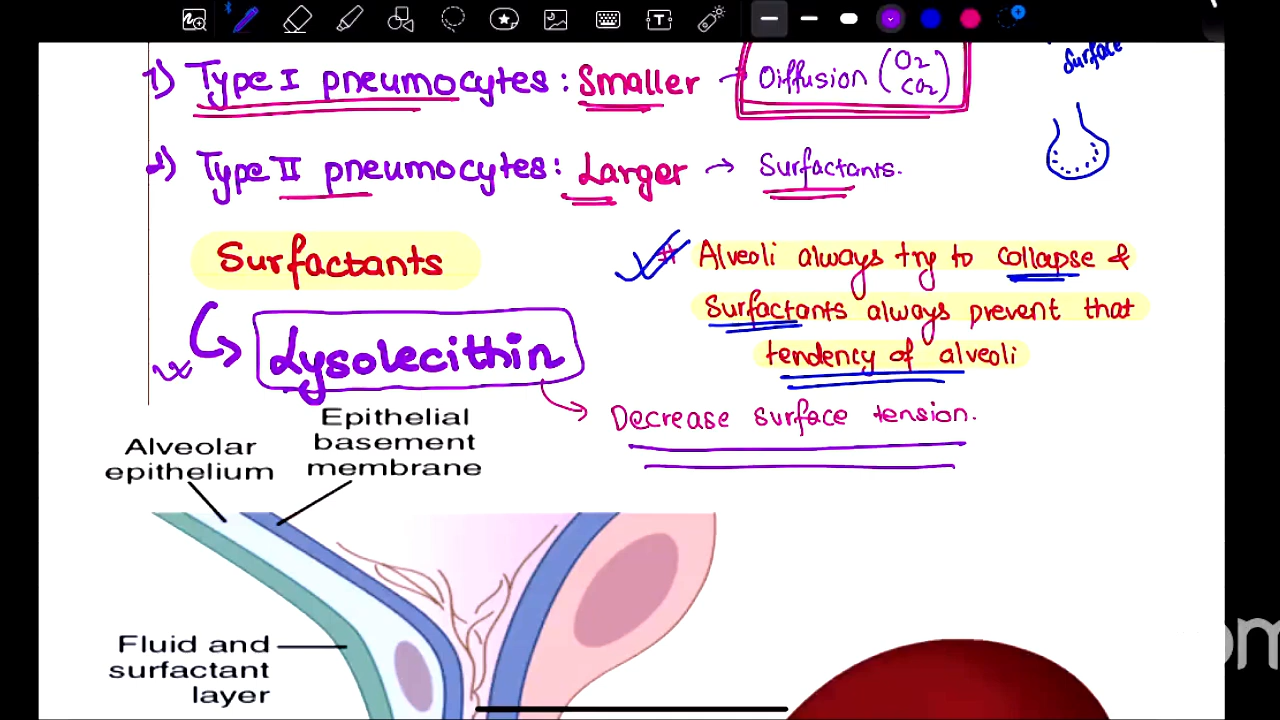 surface
1) Type I pneumocytes: Smaller → Diffusion (O2 CO2)
2) Type II pneumocytes: Larger → Surfactants.
Surfactants
Lysolecithin
# Alveoli always try to collapse &
Surfactants always prevent that
tendency of alveoli
Decrease surface tension.
Epithelial
basement
membrane
Alveolar
epithelium
Fluid and
surfactant
layer
om